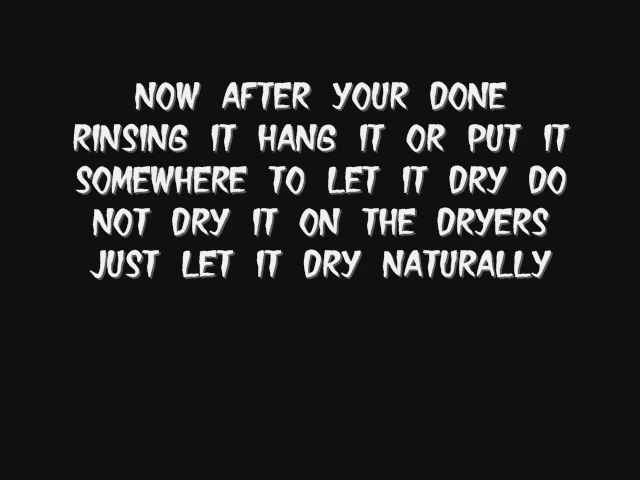 NOW AFTER YOUR DONE
RINSING IT HANG IT OR PUT IT
SOMEWHERE TO LET IT DRY DO
NOT DRY IT ON THE DRYERS
JUST LET IT DRY NATURALLY